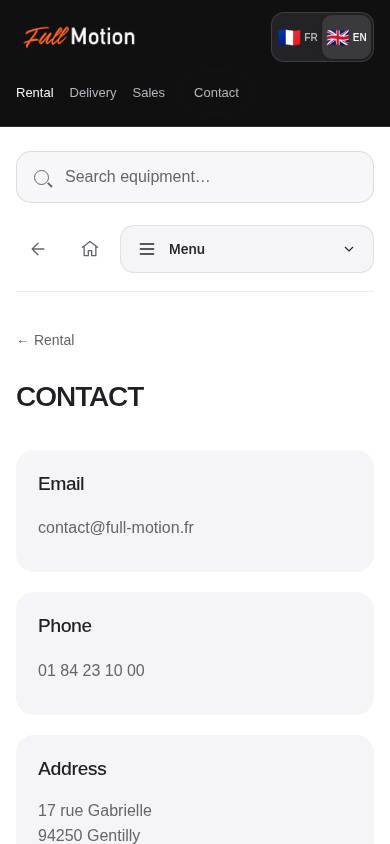 Full Motion
FR
EN
Rental
Delivery
Sales
Contact
Search equipment…
Menu
← Rental
CONTACT
Email
contact@full-motion.fr
Phone
01 84 23 10 00
Address
17 rue Gabrielle
94250 Gentilly